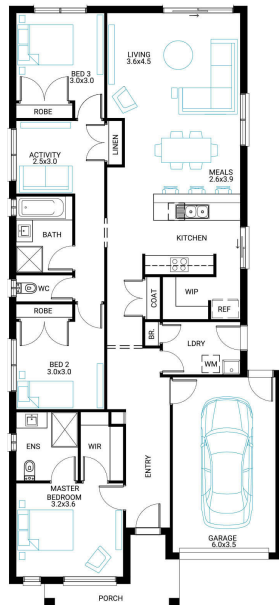 LIVING
3.6x4.5
BED 3
3.0x3.0
ROBE
LINEN
ACTIVITY
2.5x3.0
MEALS
2.6x3.9
BATH
KITCHEN
WC
COAT
WIP
REF
ROBE
BR.
LDRY
WM
BED 2
3.0x3.0
ENS
WIR
ENTRY
MASTER
BEDROOM
3.2x3.6
GARAGE
6.0x3.5
PORCH